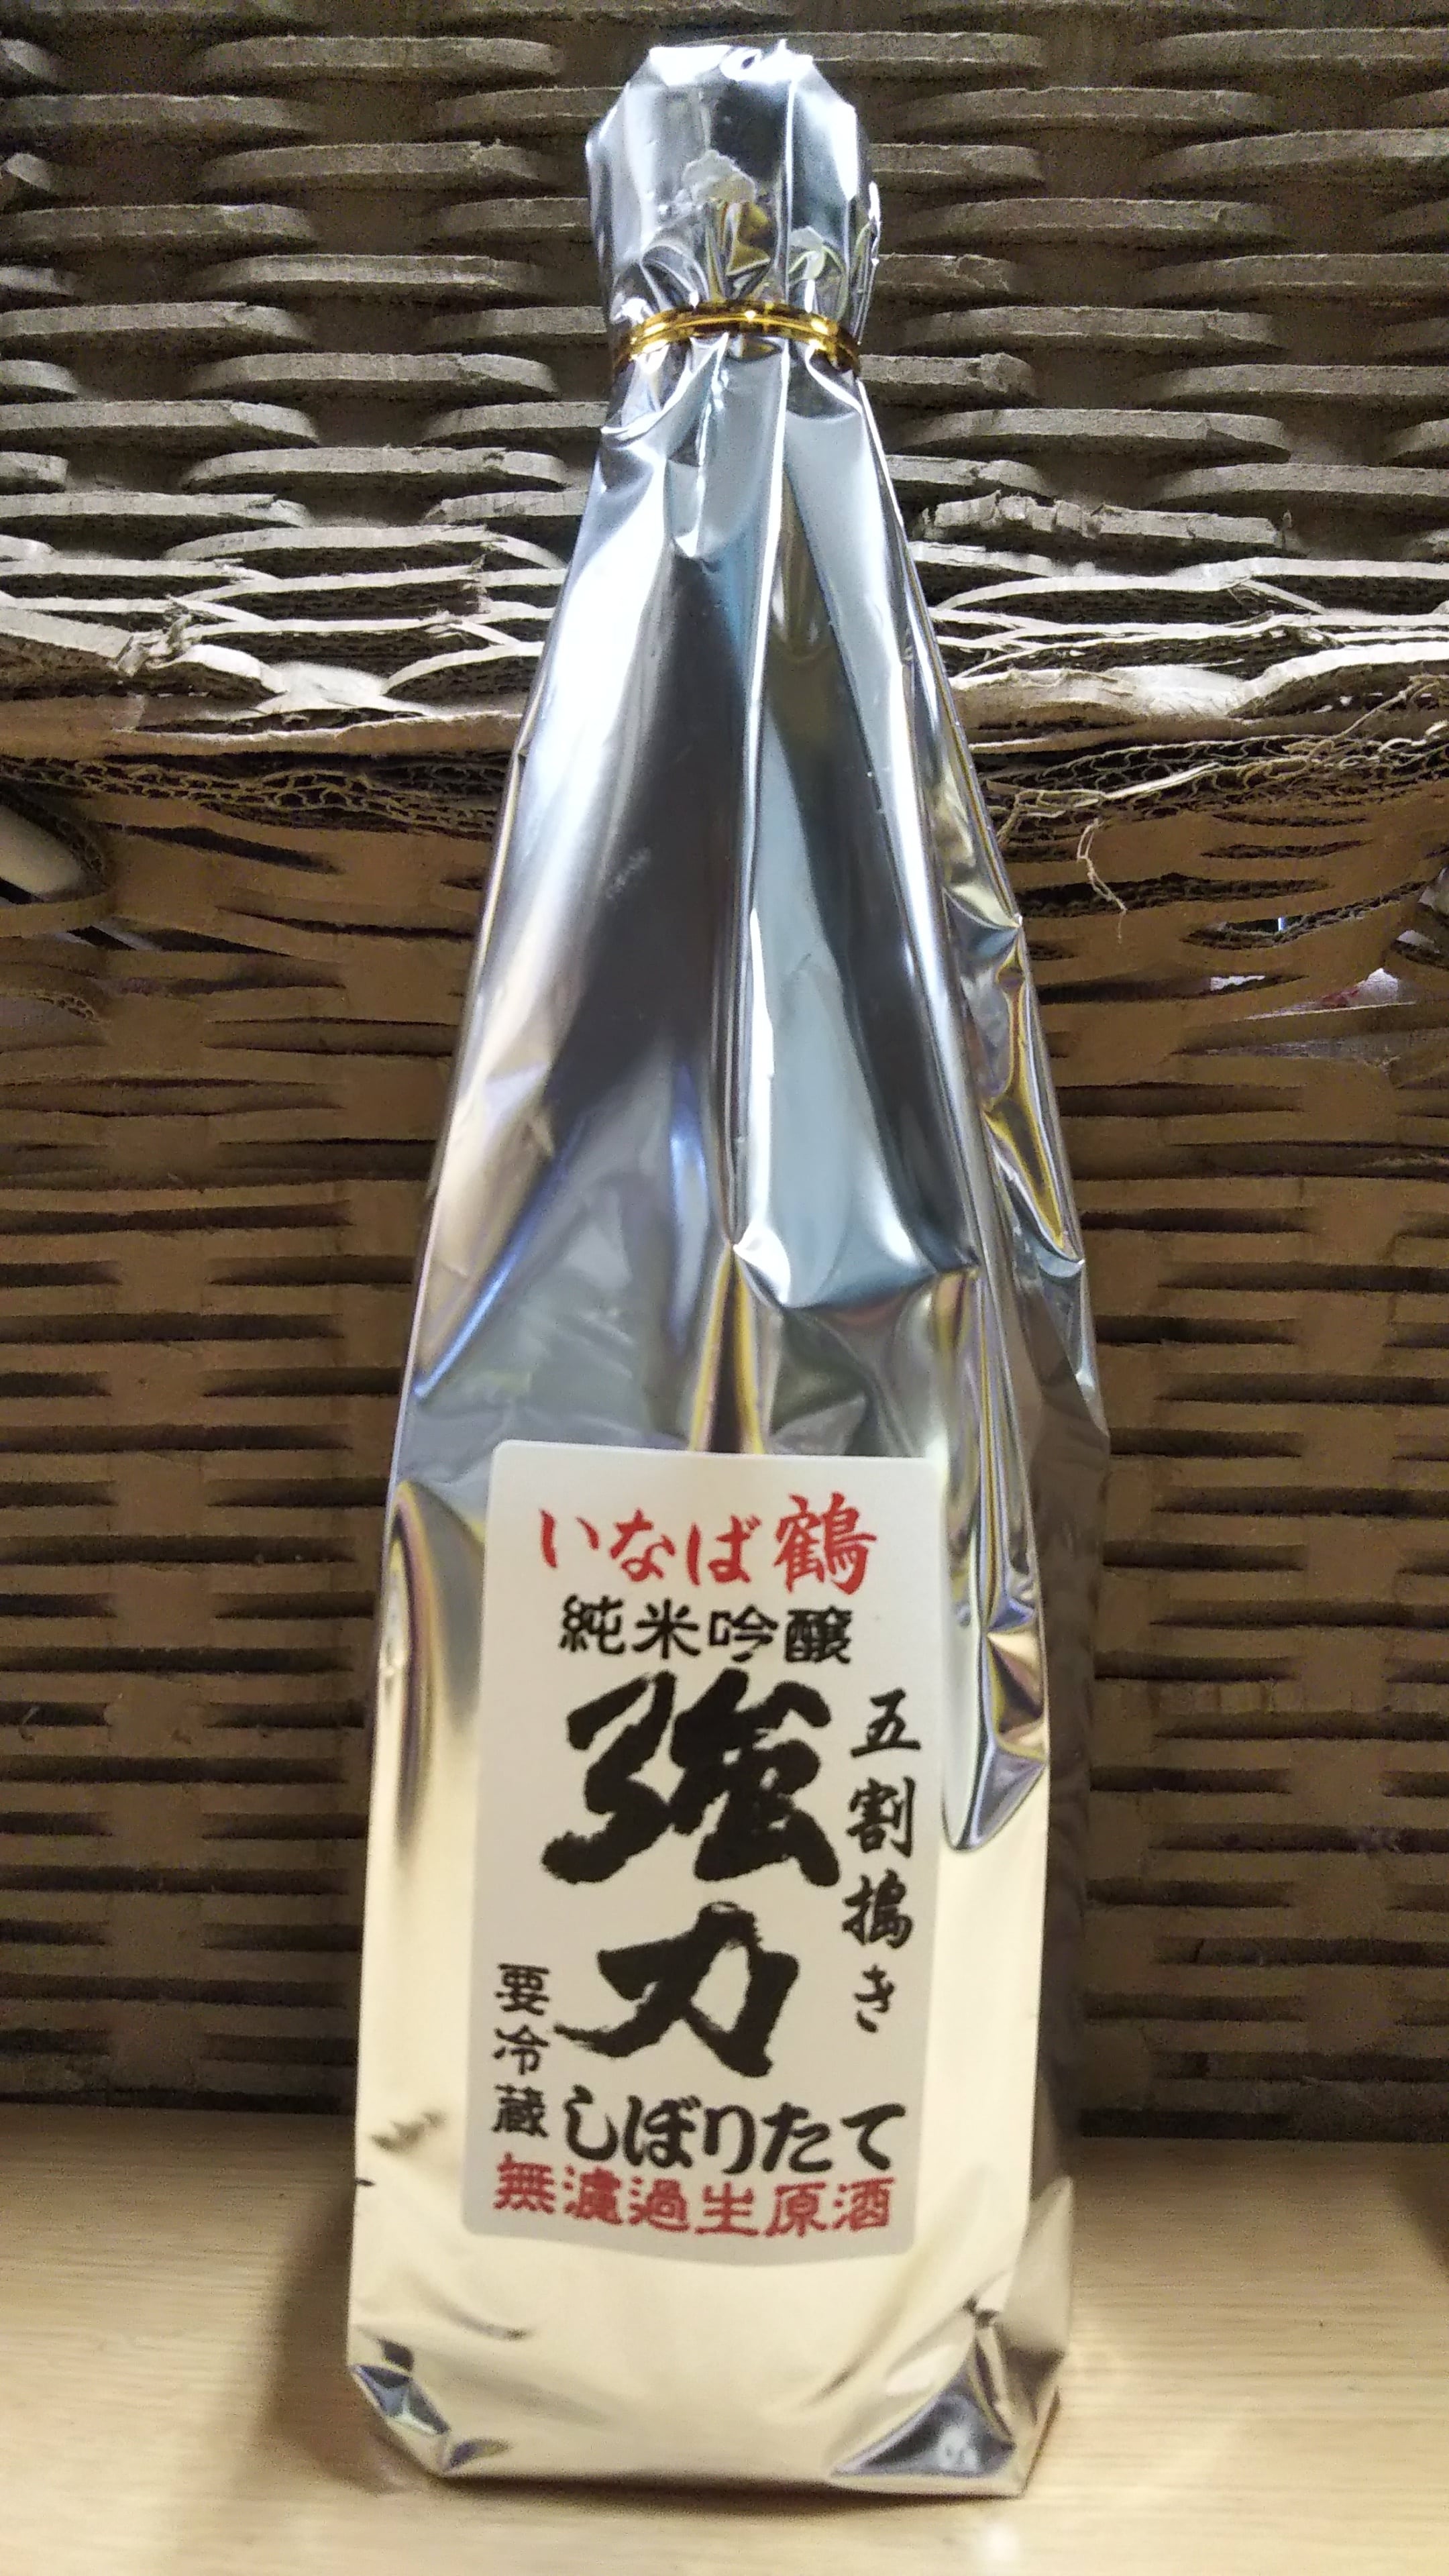 いなば鶴
純米吟醸
強力
五割搗き
要冷蔵
しぼりたて
無濾過生原酒